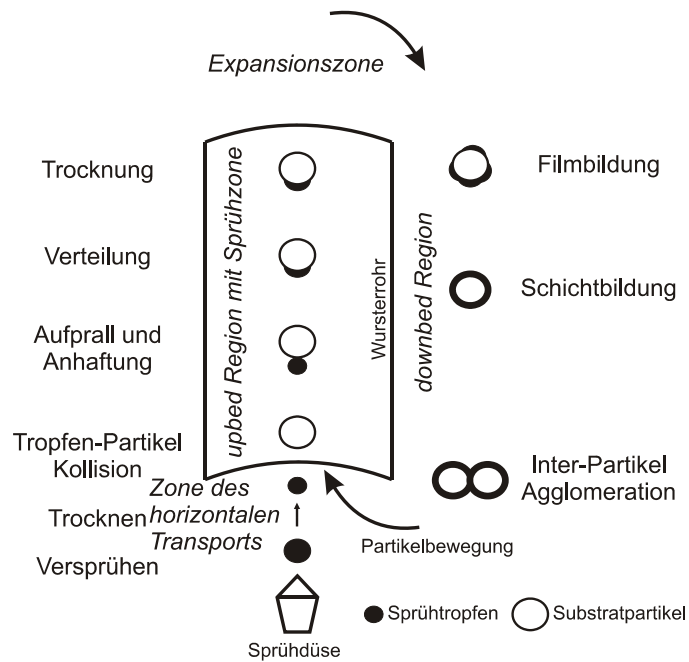 Expansionszone
Trocknung
Verteilung
Aufprall und
Anhaftung
Tropfen-Partikel
Kollision
Trocknen
Versprühen
upbed Region mit Sprühzone
Wursterrohr
downbed Region
Filmbildung
Schichtbildung
Inter-Partikel
Agglomeration
Zone des
horizontalen
Transports
Partikelbewegung
Sprühdüse
Sprühtropfen
Substratpartikel